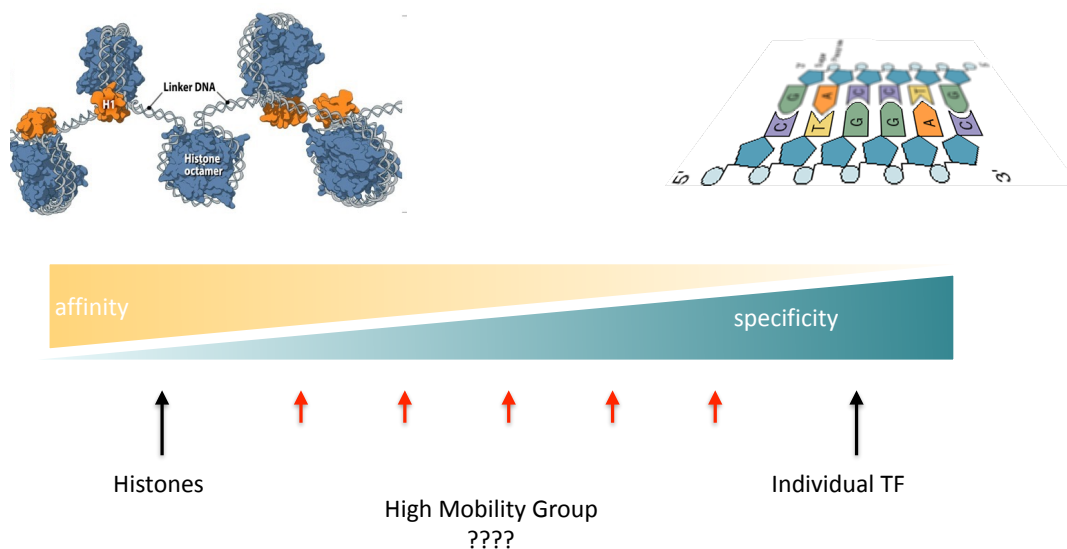 Linker DNA
H1
Histone
octamer
G A C C T G
C T G G A C
5' 3'
affinity
specificity
Histones
Individual TF
High Mobility Group
????